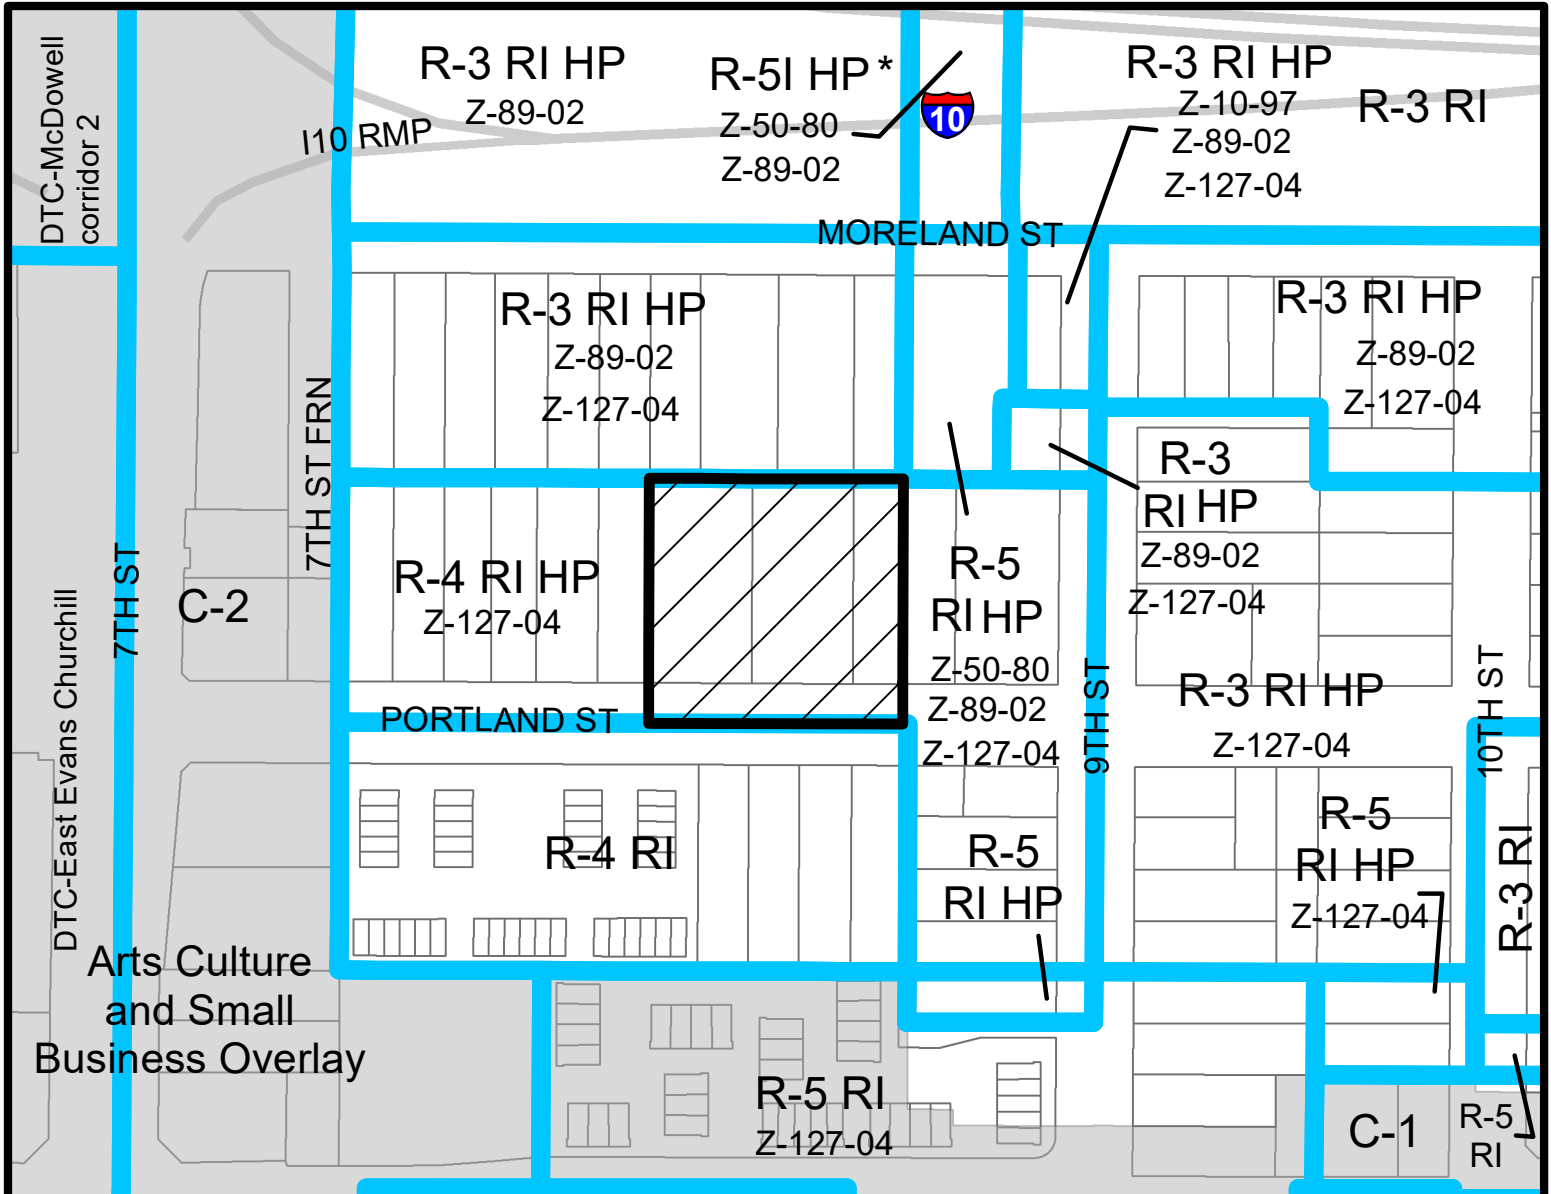 R-3 RI HP
Z-89-02
R-5I HP *
Z-50-80
Z-89-02
10
R-3 RI HP
Z-10-97
Z-89-02
Z-127-04
R-3 RI
I10 RMP
DTC-McDowell
corridor 2
MORELAND ST
R-3 RI HP
Z-89-02
Z-127-04
R-3 RI HP
Z-89-02
Z-127-04
7TH ST FRN
7TH ST
C-2
R-4 RI HP
Z-127-04
R-5
RI HP
Z-50-80
Z-89-02
Z-127-04
R-3
RI HP
Z-89-02
Z-127-04
R-3 RI HP
Z-127-04
9TH ST
10TH ST
PORTLAND ST
DTC-East Evans Churchill
R-4 RI
R-5
RI HP
R-5
RI HP
Z-127-04
R-3 RI
Arts Culture
and Small
Business Overlay
R-5 RI
Z-127-04
C-1
R-5
RI